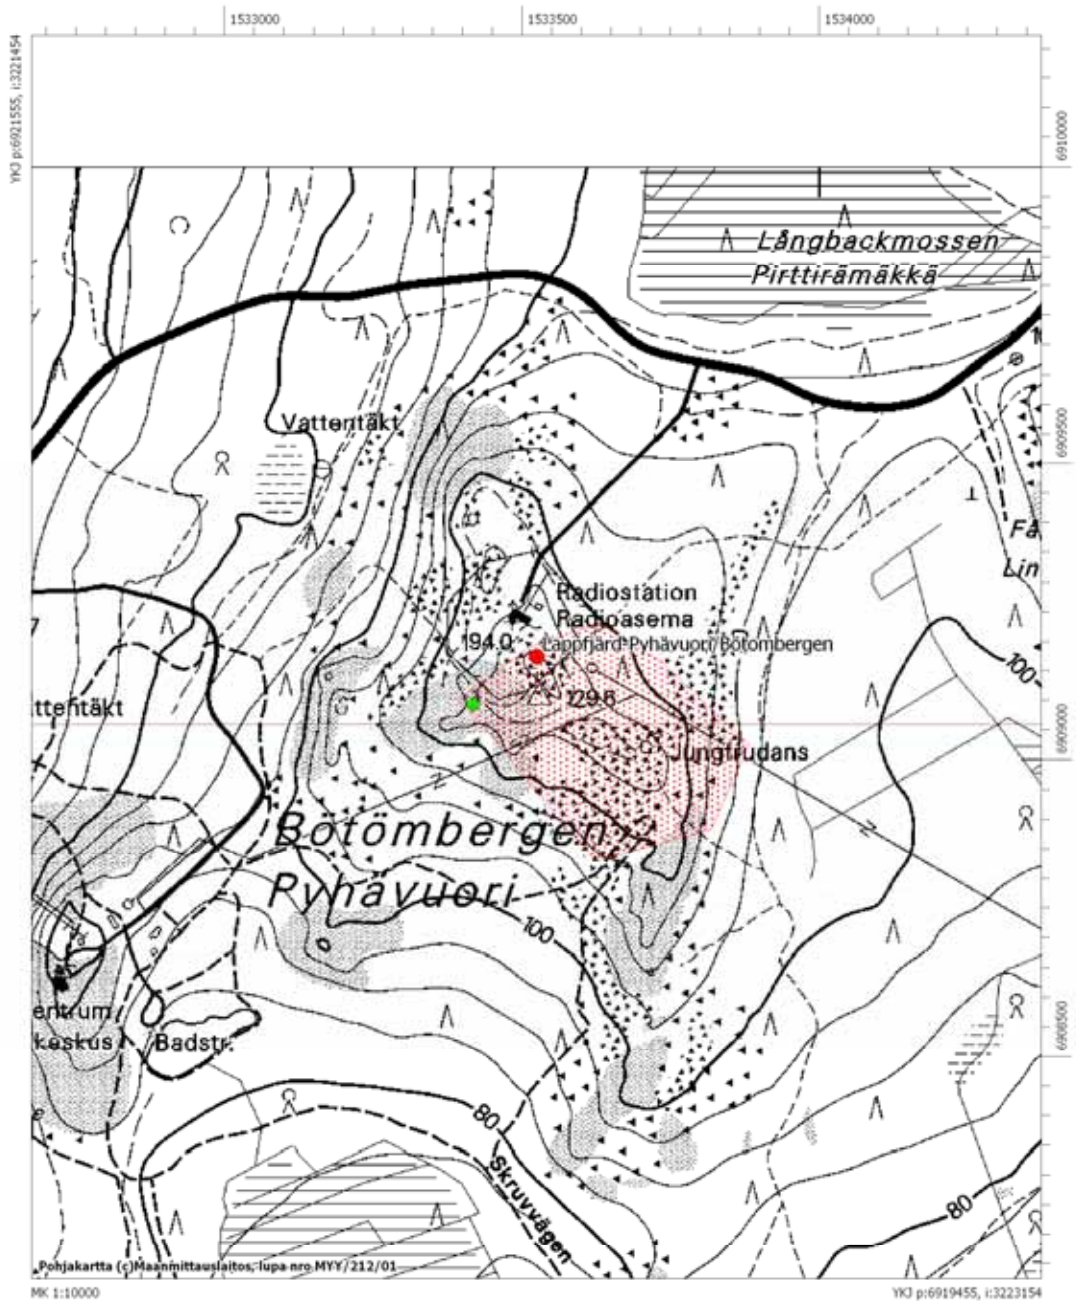 1533000
1533500
1534000
YKJ p:6921555, i:3221454
6910000
Långbackmossen
Pirttirämäkkä
Vattentäkt
6909500
Fä
Lin
Radiostation
Radioasema
194.0
Lappfjärd-Pyhävuori/Bötombergen
129.6
100
ttentäkt
6909000
Jungfrudans
Bötombergen
Pyhävuori
100
entrum
keskus
Badstr.
6908500
80
Skruvvägen
80
Pohjakartta (c)Maanmittauslaitos, lupa nro MYY/212/01
MK 1:10000
YKJ p:6919455, i:3223154